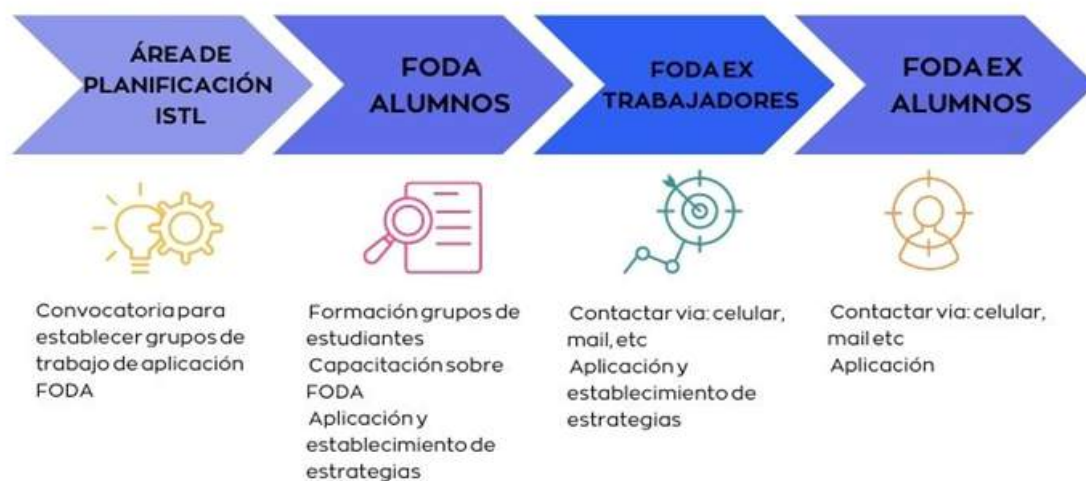 ÁREA DE
PLANIFICACIÓN
ISTL
FODA
ALUMNOS
FODA EX
TRABAJADORES
FODA EX
ALUMNOS
Convocatoria para
establecer grupos de
trabajo de aplicación
FODA
Formación grupos de
estudiantes
Capacitación sobre
FODA
Aplicación y
establecimiento de
estrategias
Contactar via: celular,
mail, etc
Aplicación y
establecimiento de
estrategias
Contactar via: celular,
mail etc
Aplicación